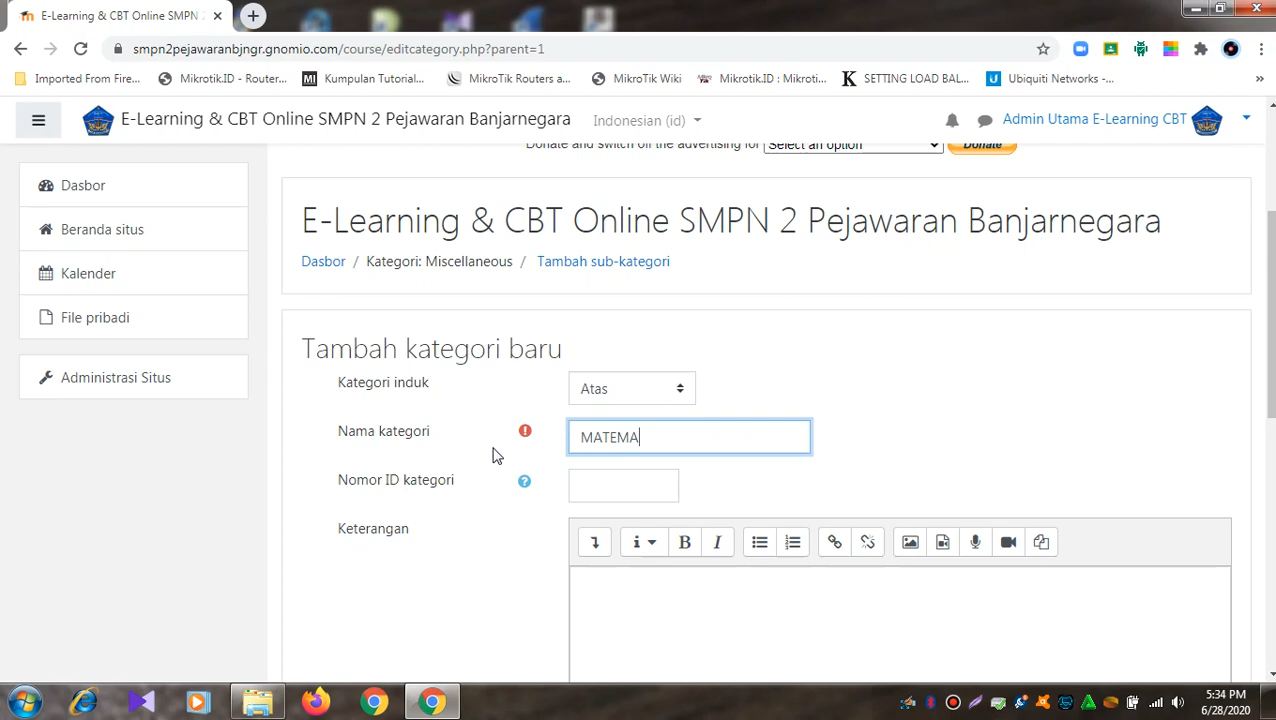 E-Learning & CBT Online SMPN 2
smpn2pejawaranbjngr.gnomio.com/course/editcategory.php?parent=1
Imported From Fire... Mikrotik.ID - Router... Kumpulan Tutorial... MikroTik Routers a... MikroTik Wiki Mikrotik.ID : Mikroti... SETTING LOAD BAL... Ubiquiti Networks -... »
E-Learning & CBT Online SMPN 2 Pejawaran Banjarnegara Indonesian (id) Admin Utama E-Learning CBT
Donate and switch off the advertising for Select an option Donate
Dasbor
Beranda situs
Kalender
File pribadi
Administrasi Situs
E-Learning & CBT Online SMPN 2 Pejawaran Banjarnegara
Dasbor / Kategori: Miscellaneous / Tambah sub-kategori
Tambah kategori baru
Kategori induk Atas
Nama kategori MATEMA
Nomor ID kategori
Keterangan
5:34 PM
6/28/2020